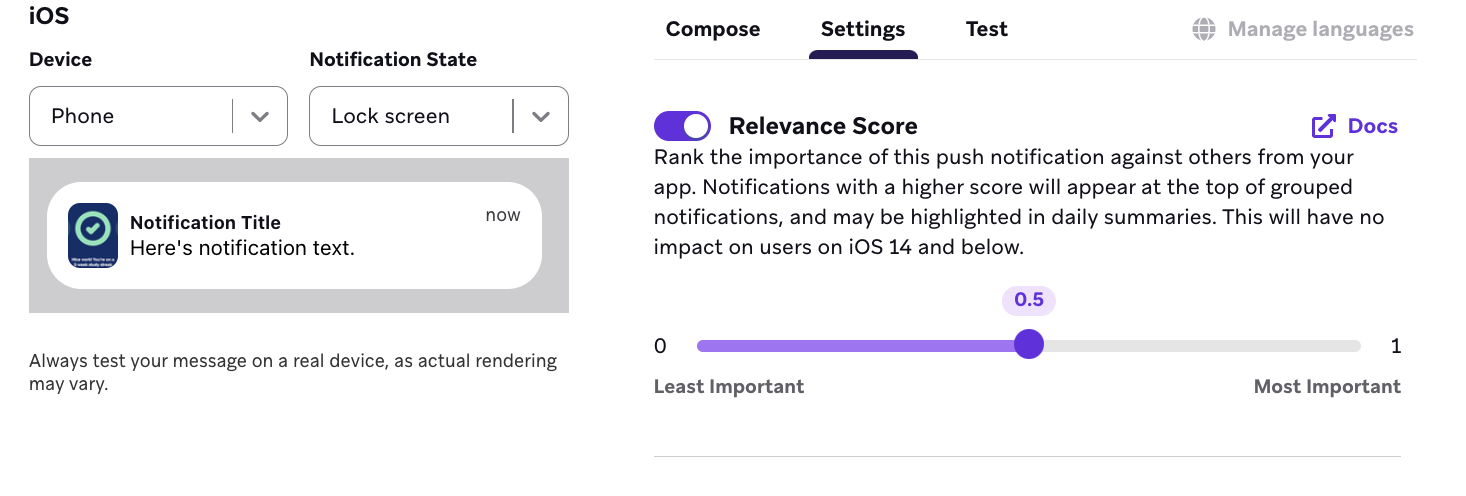 iOS
Device
Notification State
Phone
Lock screen
Notification Title
now
Here's notification text.
Always test your message on a real device, as actual rendering
may vary.
Compose
Settings
Test
Manage languages
Relevance Score
Docs
Rank the importance of this push notification against others from your
app. Notifications with a higher score will appear at the top of grouped
notifications, and may be highlighted in daily summaries. This will have no
impact on users on iOS 14 and below.
0.5
0
1
Least Important
Most Important